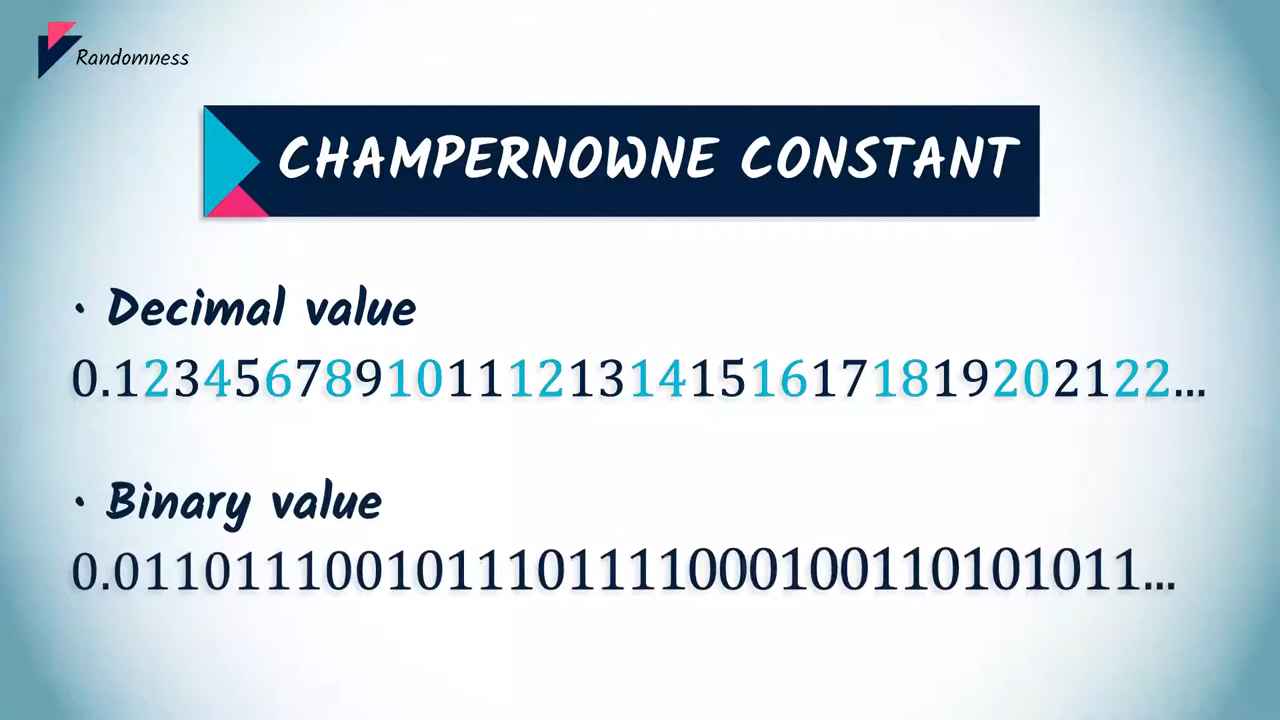 Randomness
CHAMPERNOWNE CONSTANT
• Decimal value
0.12345678910111213141516171819202122...
• Binary value
0.0110111001011101111000100110101011...